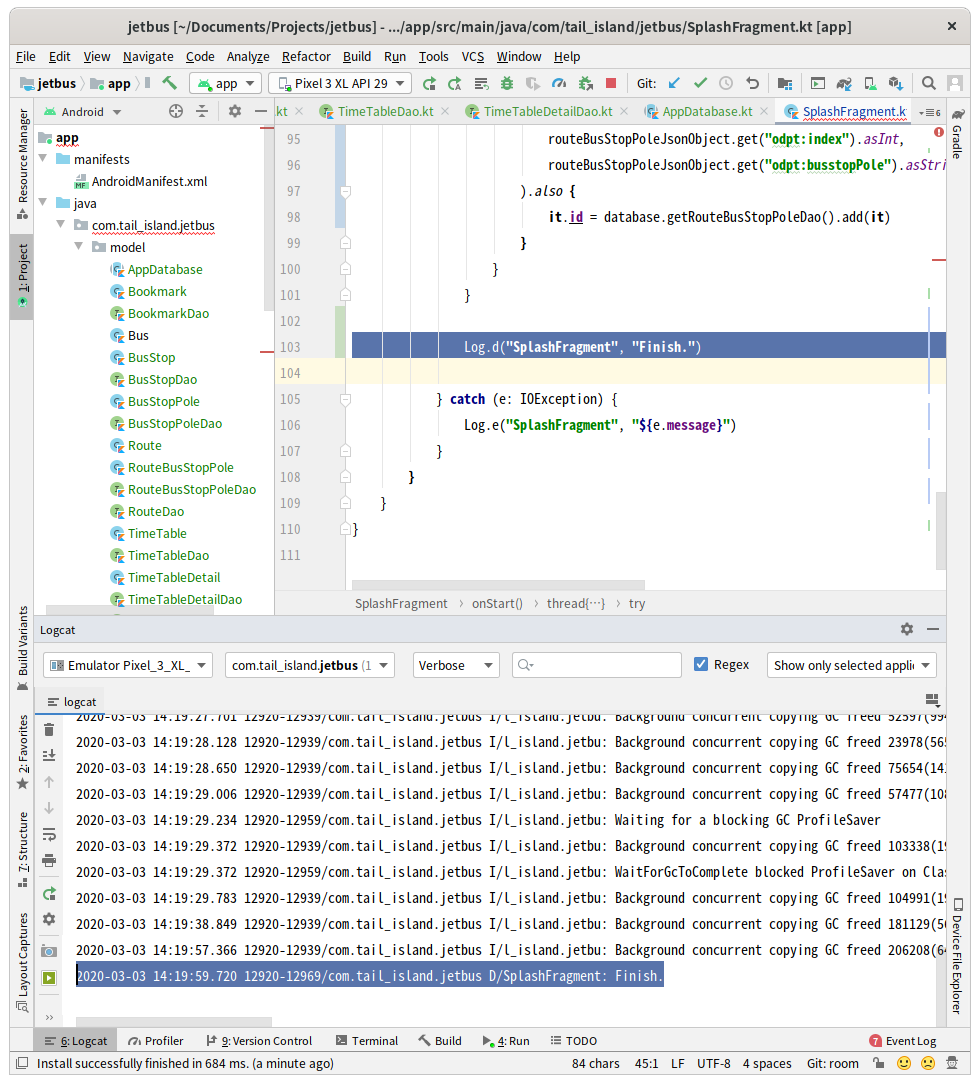 jetbus [~/Documents/Projects/jetbus] - .../app/src/main/java/com/tail_island/jetbus/SplashFragment.kt [app]
File Edit View Navigate Code Analyze Refactor Build Run Tools VCS Window Help
jetbus app app Pixel 3 XL API 29 Git:
Android
.kt TimeTableDao.kt TimeTableDetailDao.kt AppDatabase.kt SplashFragment.kt 6
Resource Manager
1: Project
Build Variants
2: Favorites
7: Structure
Layout Captures
Gradle
Device File Explorer
app
manifests
AndroidManifest.xml
java
com.tail_island.jetbus
model
AppDatabase
Bookmark
BookmarkDao
Bus
BusStop
BusStopDao
BusStopPole
BusStopPoleDao
Route
RouteBusStopPole
RouteBusStopPoleDao
RouteDao
TimeTable
TimeTableDao
TimeTableDetail
TimeTableDetailDao
95 routeBusStopPoleJsonObject.get("odpt:index").asInt,
96 routeBusStopPoleJsonObject.get("odpt:busstopPole").asStri
97 ).also {
98 it.id = database.getRouteBusStopPoleDao().add(it)
99 }
100 }
101 }
102
103 Log.d("SplashFragment", "Finish.")
104
105 } catch (e: IOException) {
106 Log.e("SplashFragment", "${e.message}")
107 }
108 }
109 }
110 }
111
SplashFragment › onStart() › thread{...} › try
Logcat
Emulator Pixel_3_XL_ com.tail_island.jetbus (1 Verbose Q- Regex Show only selected applic
logcat
2020-03-03 14:19:27.701 12920-12939/com.tail_island.jetbus I/l_island.jetbu: Background concurrent copying GC freed 52597(994
2020-03-03 14:19:28.128 12920-12939/com.tail_island.jetbus I/l_island.jetbu: Background concurrent copying GC freed 23978(565
2020-03-03 14:19:28.650 12920-12939/com.tail_island.jetbus I/l_island.jetbu: Background concurrent copying GC freed 75654(141
2020-03-03 14:19:29.006 12920-12939/com.tail_island.jetbus I/l_island.jetbu: Background concurrent copying GC freed 57477(108
2020-03-03 14:19:29.234 12920-12959/com.tail_island.jetbus I/l_island.jetbu: Waiting for a blocking GC ProfileSaver
2020-03-03 14:19:29.372 12920-12939/com.tail_island.jetbus I/l_island.jetbu: Background concurrent copying GC freed 103338(19
2020-03-03 14:19:29.372 12920-12959/com.tail_island.jetbus I/l_island.jetbu: WaitForGcToComplete blocked ProfileSaver on Clas
2020-03-03 14:19:29.783 12920-12939/com.tail_island.jetbus I/l_island.jetbu: Background concurrent copying GC freed 104991(19
2020-03-03 14:19:38.849 12920-12939/com.tail_island.jetbus I/l_island.jetbu: Background concurrent copying GC freed 181129(50
2020-03-03 14:19:57.366 12920-12939/com.tail_island.jetbus I/l_island.jetbu: Background concurrent copying GC freed 206208(64
2020-03-03 14:19:59.720 12920-12969/com.tail_island.jetbus D/SplashFragment: Finish.
6: Logcat Profiler 9: Version Control Terminal Build 4: Run TODO 7 Event Log
Install successfully finished in 684 ms. (a minute ago) 84 chars 45:1 LF UTF-8 4 spaces Git: room